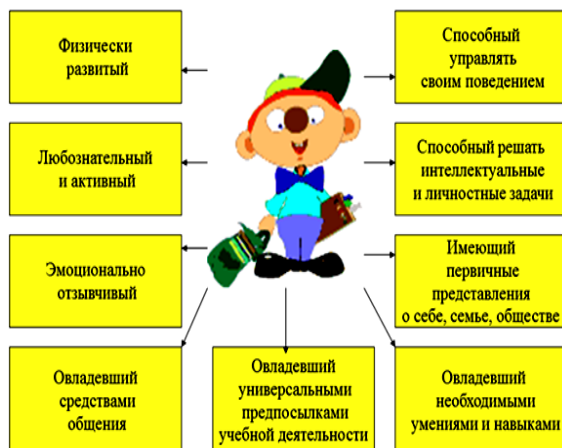 Физически
развитый
Способный
управлять
своим поведением
Любознательный
и активный
Способный решать
интеллектуальные
и личностные задачи
Эмоционально
отзывчивый
Имеющий
первичные
представления
о себе, семье, обществе
Овладевший
средствами
общения
Овладевший
универсальными
предпосылками
учебной деятельности
Овладевший
необходимыми
умениями и навыками